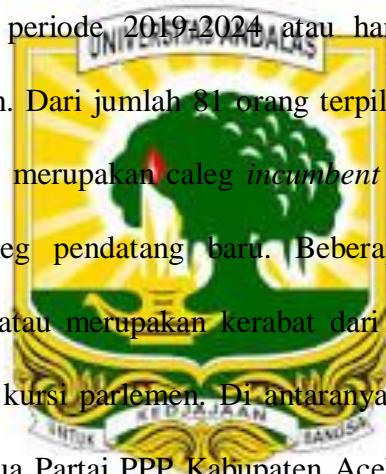 periode 2019-2024 atau har
UNIVERSITAS ANDALAS
n. Dari jumlah 81 orang terpil
merupakan caleg incumbent
eg pendatang baru. Bebera
atau merupakan kerabat dari
kursi parlemen. Di antaranya
KEDJAJAAN
UNTUK BANGSA
ua Partai PPP Kabupaten Ace